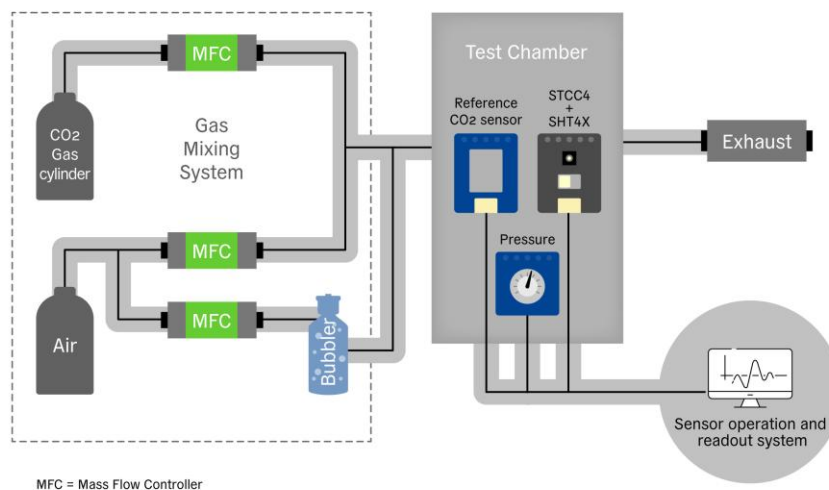 MFC
CO2
Gas
cylinder
Gas
Mixing
System
MFC
MFC
Air
Bubbler
Test Chamber
Reference
CO2 sensor
STCC4
+
SHT4X
Pressure
Exhaust
Sensor operation and
readout system
MFC = Mass Flow Controller